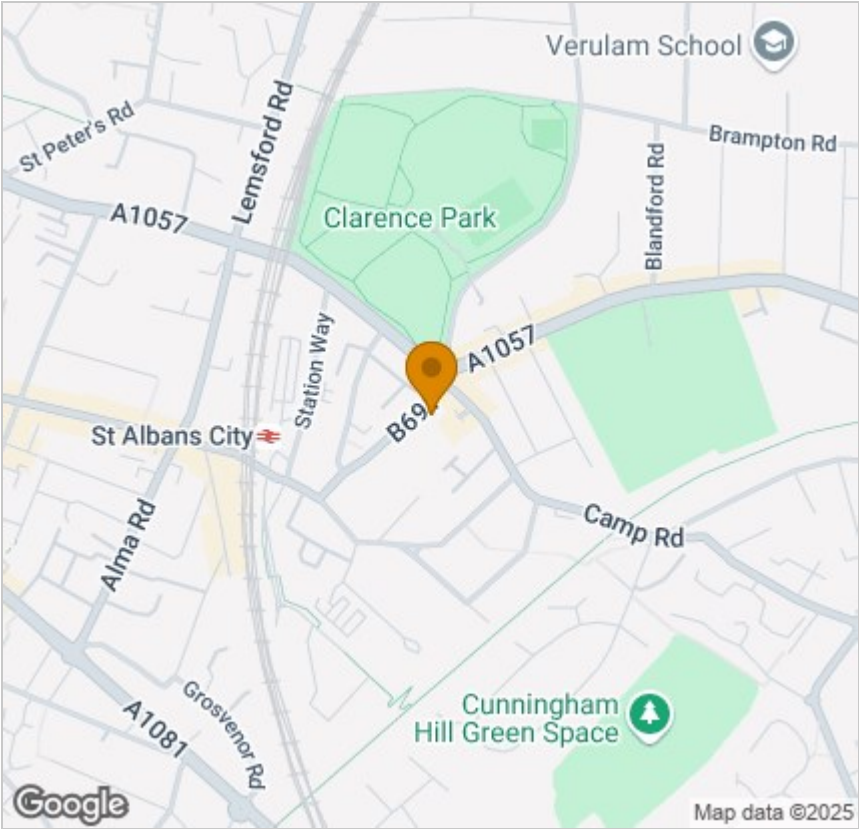 Verulam School
St Peter's Rd
Lemsford Rd
Brampton Rd
Blandford Rd
A1057
Clarence Park
Station Way
A1057
St Albans City
Alma Rd
Camp Rd
Grosvenor Rd
A1081
Cunningham
Hill Green Space
Google
Map data ©2025